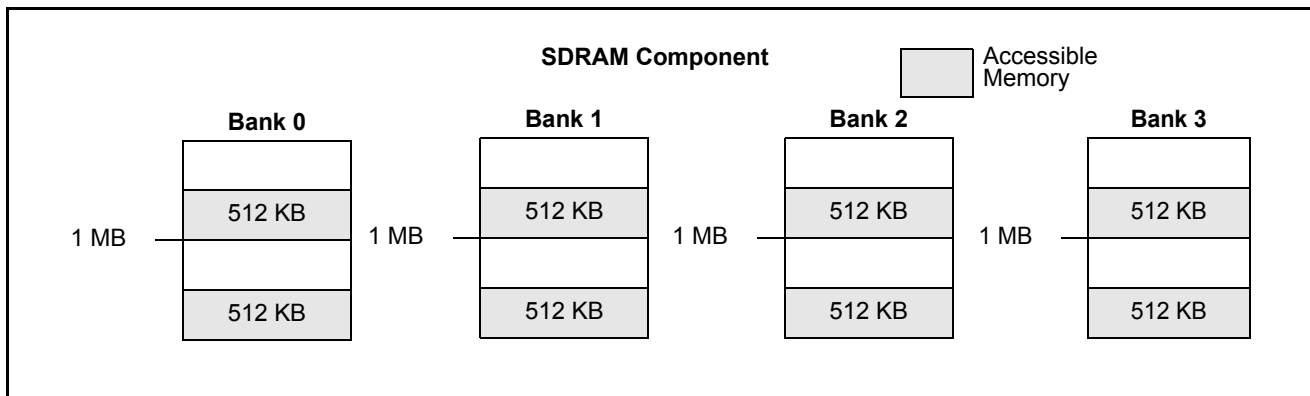 SDRAM Component
Accessible
Memory
Bank 0
Bank 1
Bank 2
Bank 3
512 KB
512 KB
512 KB
512 KB
1 MB
1 MB
1 MB
1 MB
512 KB
512 KB
512 KB
512 KB